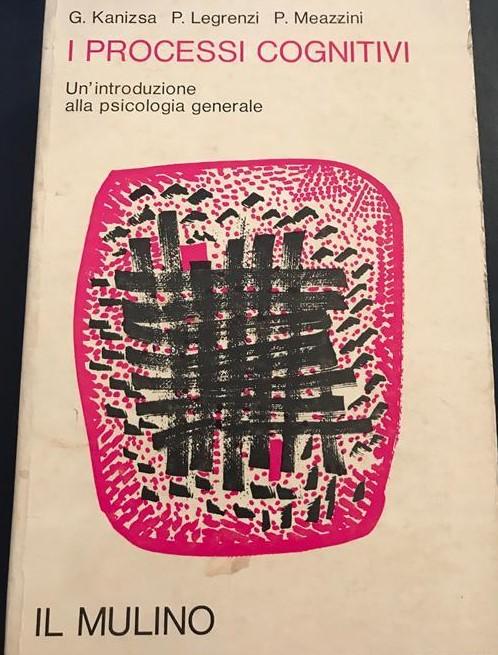 G. Kanizsa P. Legrenzi P. Meazzini
I PROCESSI COGNITIVI
Un'introduzione
alla psicologia generale
IL MULINO